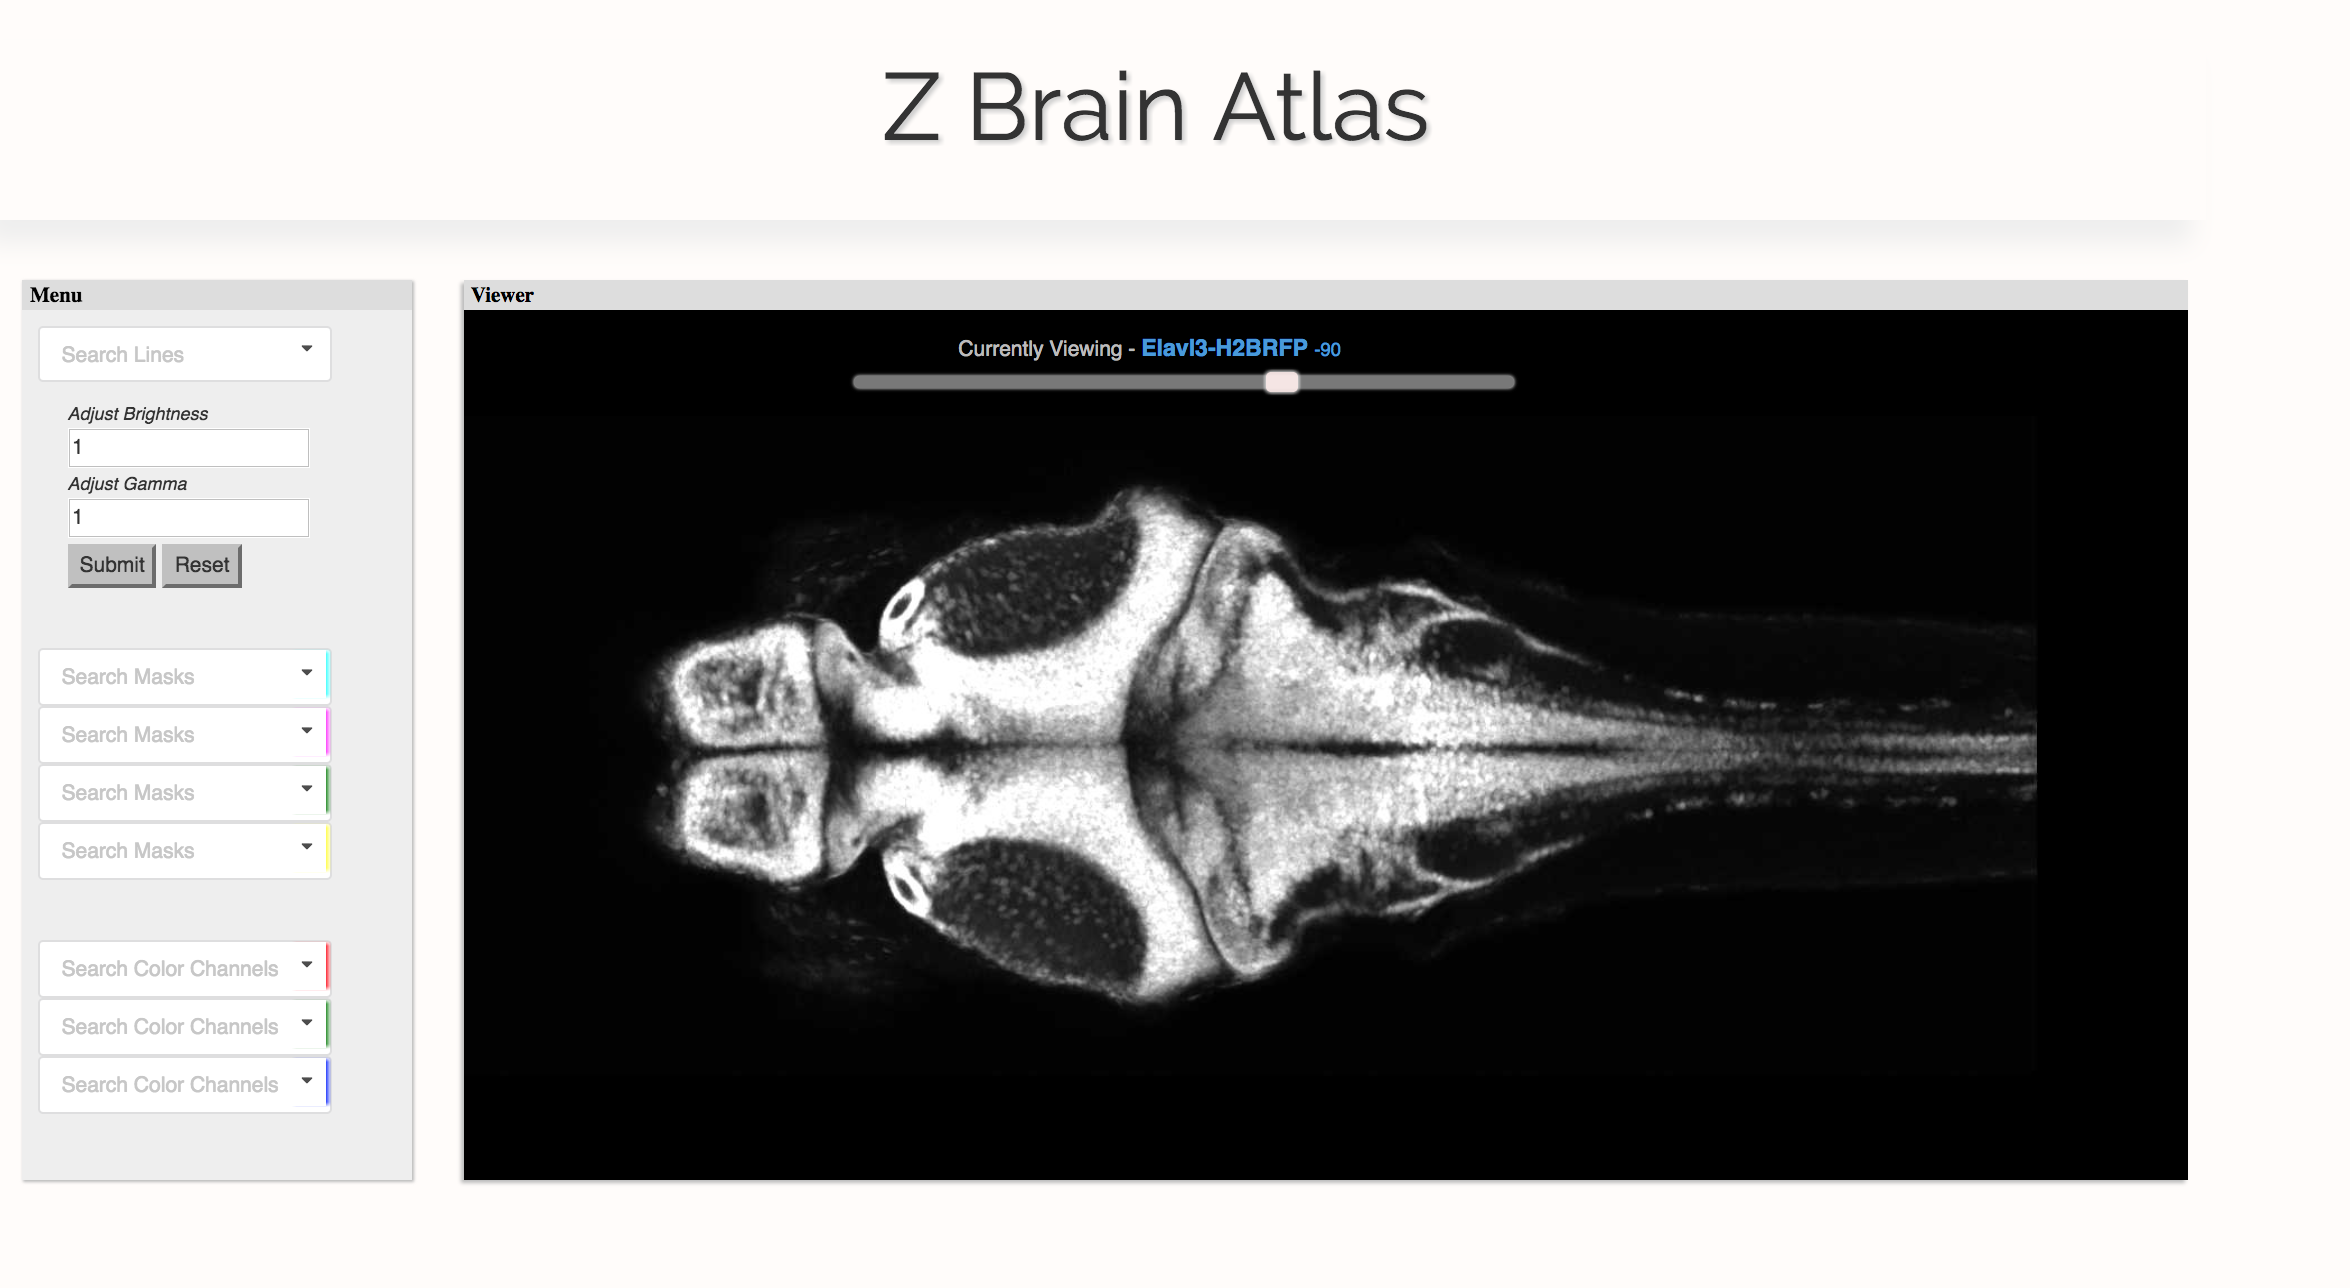 Z Brain Atlas
Menu
Search Lines
Adjust Brightness
1
Adjust Gamma
1
Submit Reset
Search Masks
Search Masks
Search Masks
Search Masks
Search Color Channels
Search Color Channels
Search Color Channels
Viewer
Currently Viewing - Elavl3-H2BRFP -90